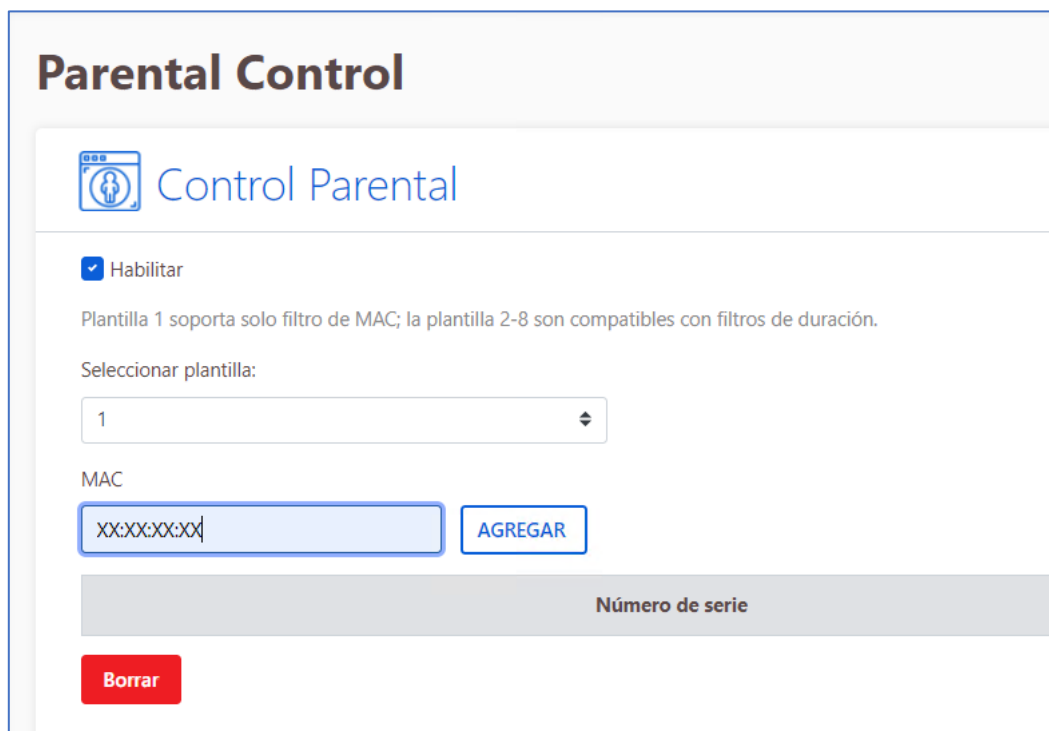 Parental Control
Control Parental
Habilitar
Plantilla 1 soporta solo filtro de MAC; la plantilla 2-8 son compatibles con filtros de duración.
Seleccionar plantilla:
1
MAC
XX:XX:XX:XX
AGREGAR
Número de serie
Borrar